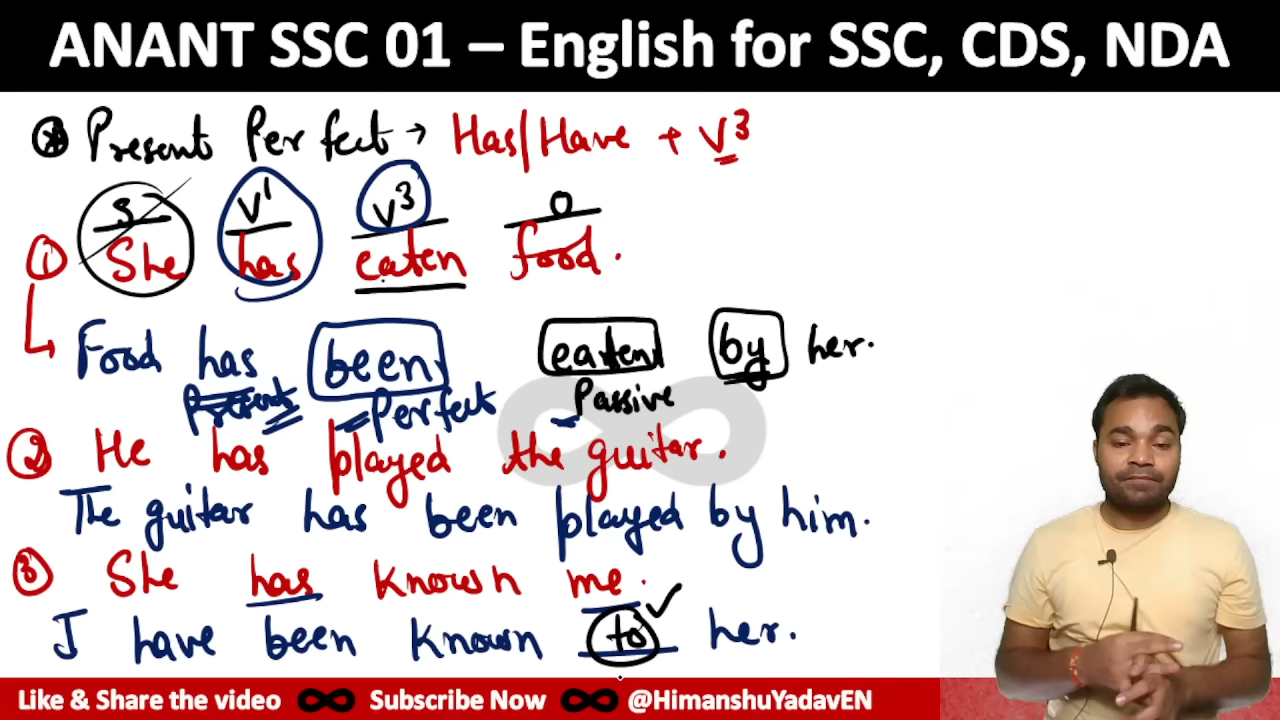 ANANT SSC 01 – English for SSC, CDS, NDA
* Present Perfect → Has/Have + V3
S V1 V3 O
1 She has eaten food.
Food has been eaten by her.
Present Perfect Passive
2 He has played the guitar.
The guitar has been played by him.
3 She has known me.
I have been known to her.
Like & Share the video Subscribe Now @HimanshuYadavEN